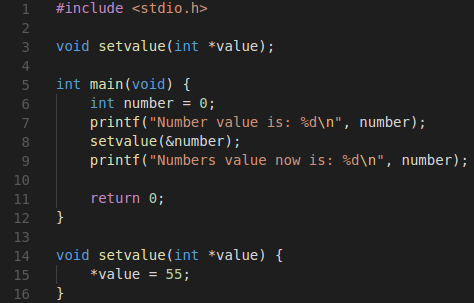 1 #include <stdio.h>
2
3 void setvalue(int *value);
4
5 int main(void) {
6     int number = 0;
7     printf("Number value is: %d\n", number);
8     setvalue(&number);
9     printf("Numbers value now is: %d\n", number);
10
11     return 0;
12 }
13
14 void setvalue(int *value) {
15     *value = 55;
16 }